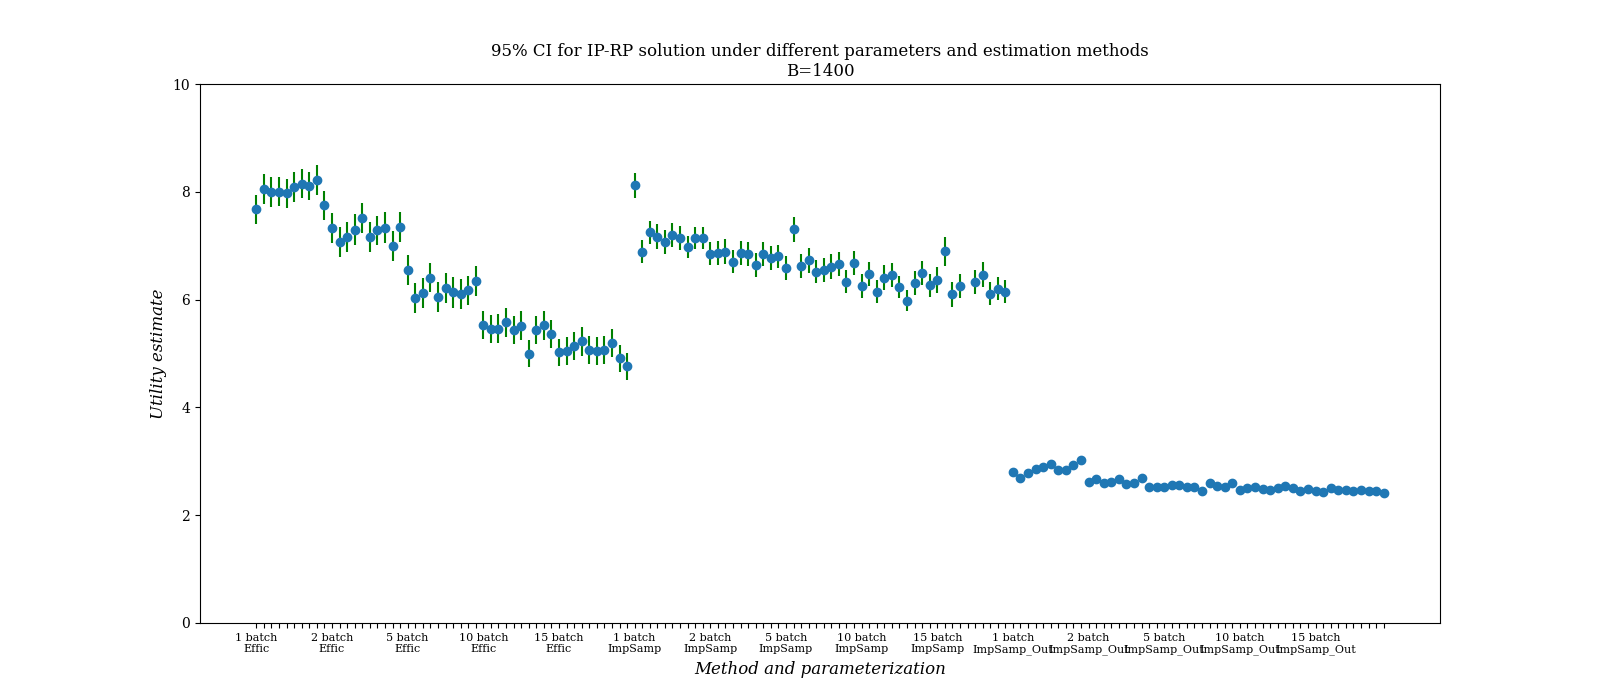 95% CI for IP-RP solution under different parameters and estimation methods
B=1400
10
8
6
4
2
0
Utility estimate
1 batch 2 batch 5 batch 10 batch 15 batch 1 batch 2 batch 5 batch 10 batch 15 batch 1 batch 2 batch 5 batch 10 batch 15 batch
Effic Effic Effic Effic Effic ImpSamp ImpSamp ImpSamp ImpSamp ImpSamp ImpSamp_Out ImpSamp_Out ImpSamp_Out ImpSamp_Out ImpSamp_Out
Method and parameterization